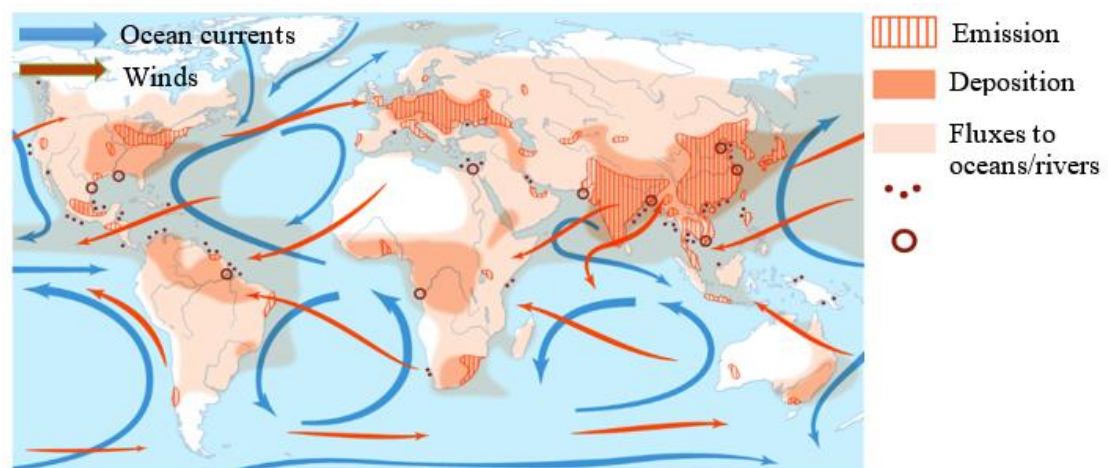 Ocean currents
Winds
Emission
Deposition
Fluxes to
oceans/rivers